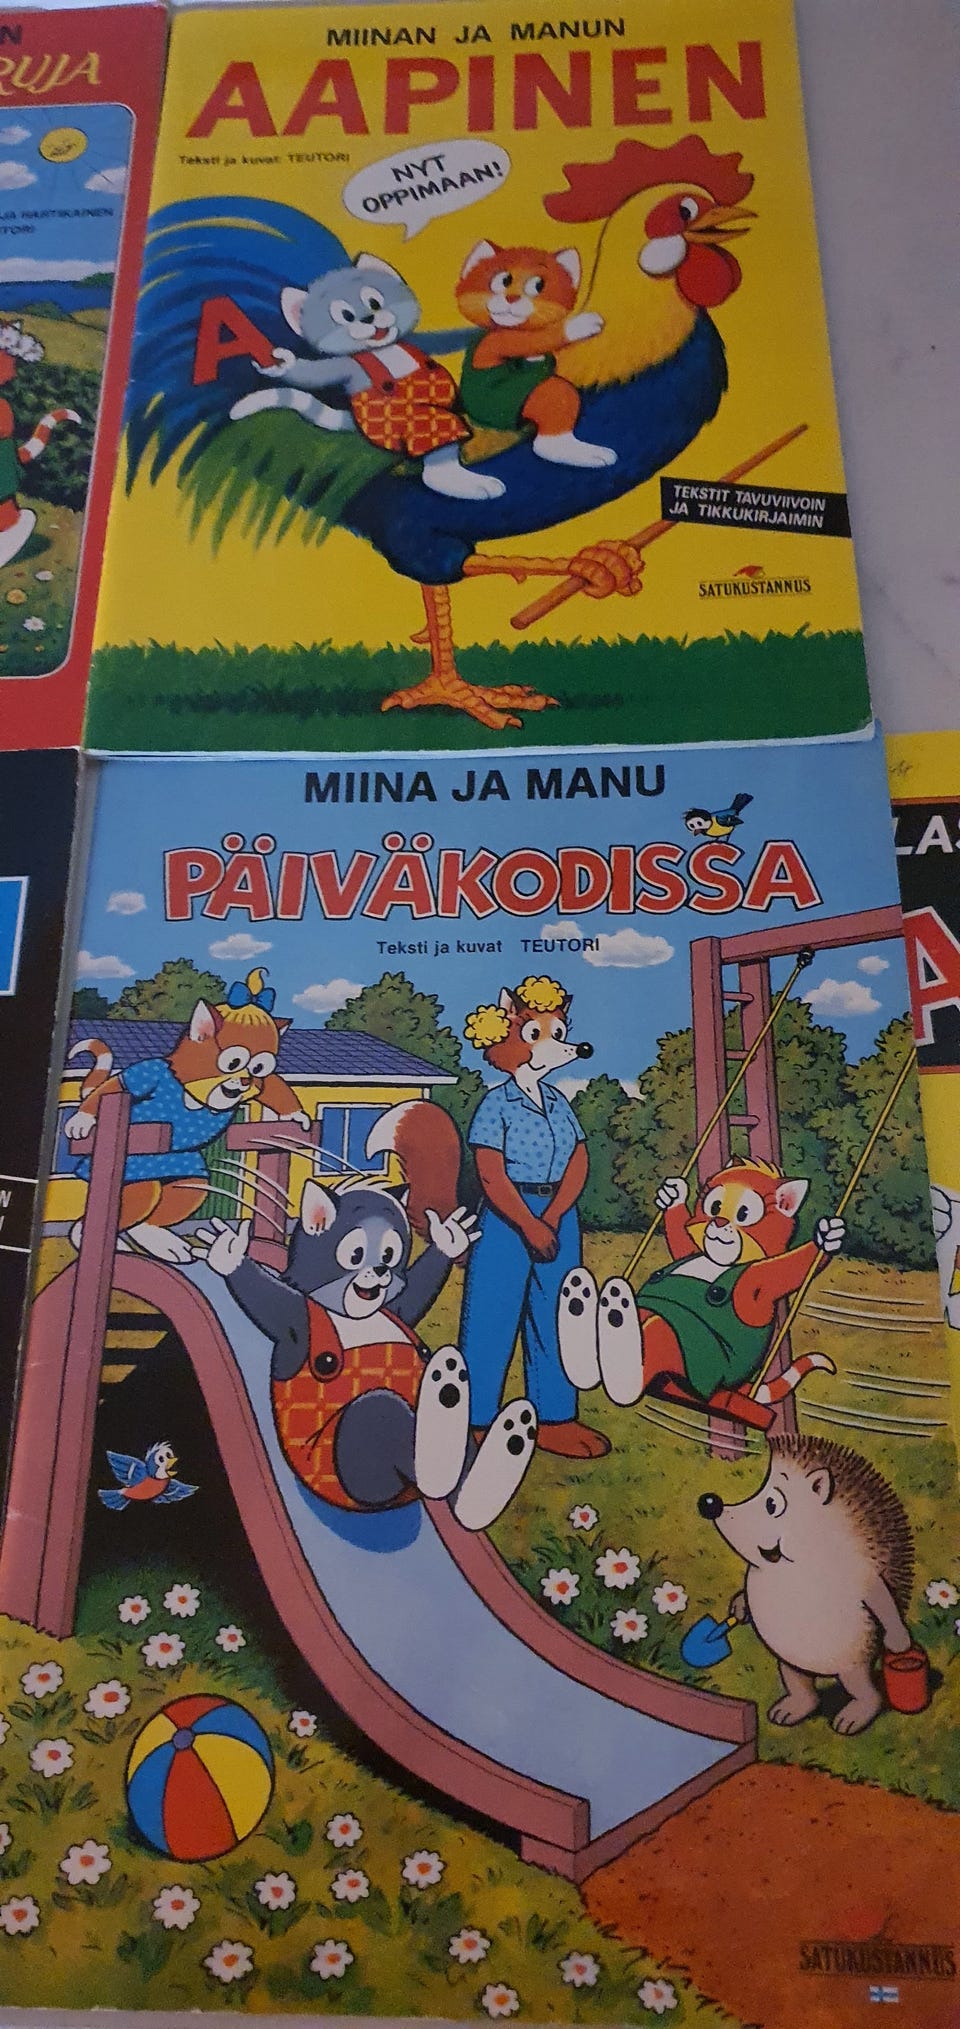 MIINAN JA MANUN
AAPINEN
Teksti ja kuvat: TEUTORI
NYT
OPPIMAAN!
A
TEKSTIT TAVUVIIVOIN
JA TIKKUKIRJAIMIN
SATUKUSTANNUS
MIINA JA MANU
PÄIVÄKODISSA
Teksti ja kuvat TEUTORI
SATUKUSTANNUS